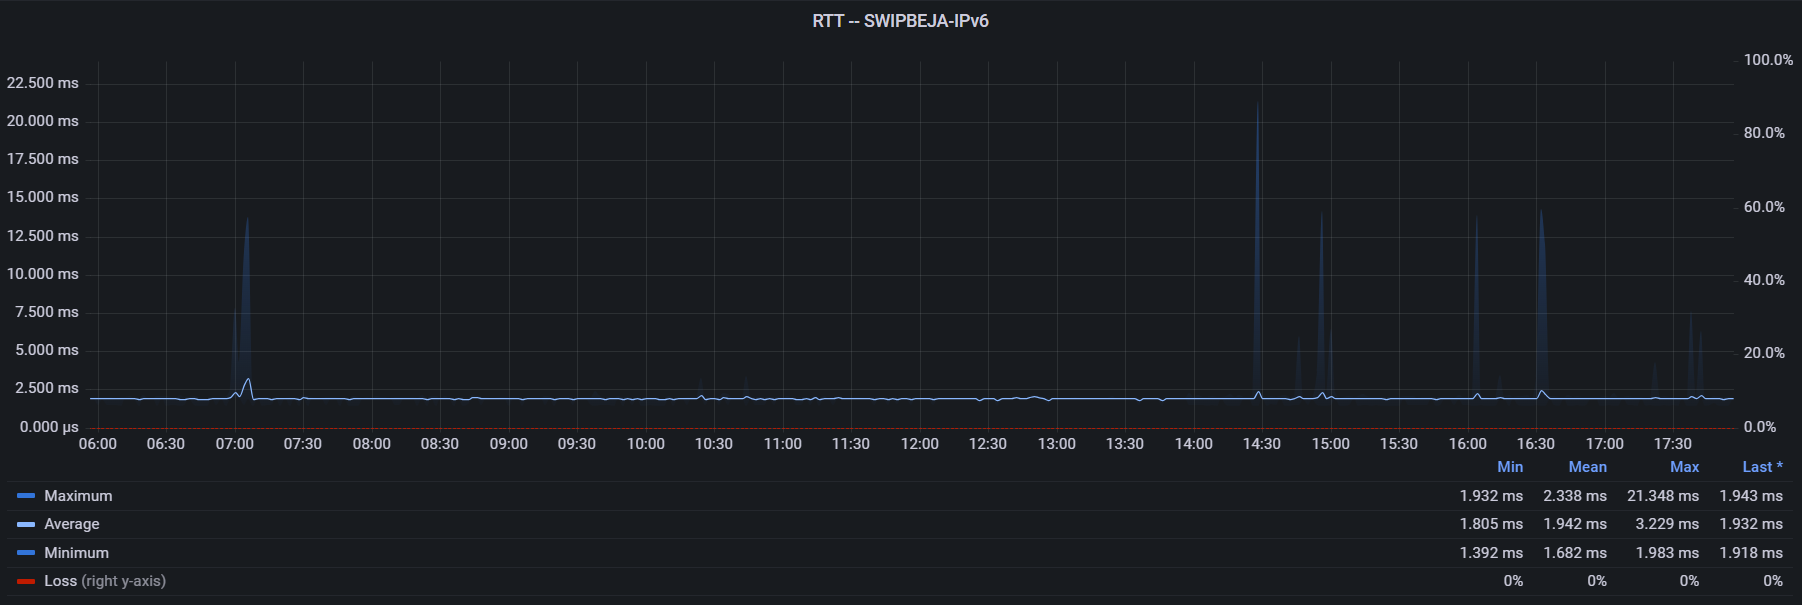 RTT -- SWIPBEJA-IPv6
22.500 ms
20.000 ms
17.500 ms
15.000 ms
12.500 ms
10.000 ms
7.500 ms
5.000 ms
2.500 ms
0.000 µs
100.0%
80.0%
60.0%
40.0%
20.0%
0.0%
06:00 06:30 07:00 07:30 08:00 08:30 09:00 09:30 10:00 10:30 11:00 11:30 12:00 12:30 13:00 13:30 14:00 14:30 15:00 15:30 16:00 16:30 17:00 17:30
Min Mean Max Last *
Maximum 1.932 ms 2.338 ms 21.348 ms 1.943 ms
Average 1.805 ms 1.942 ms 3.229 ms 1.932 ms
Minimum 1.392 ms 1.682 ms 1.983 ms 1.918 ms
Loss (right y-axis) 0% 0% 0% 0%